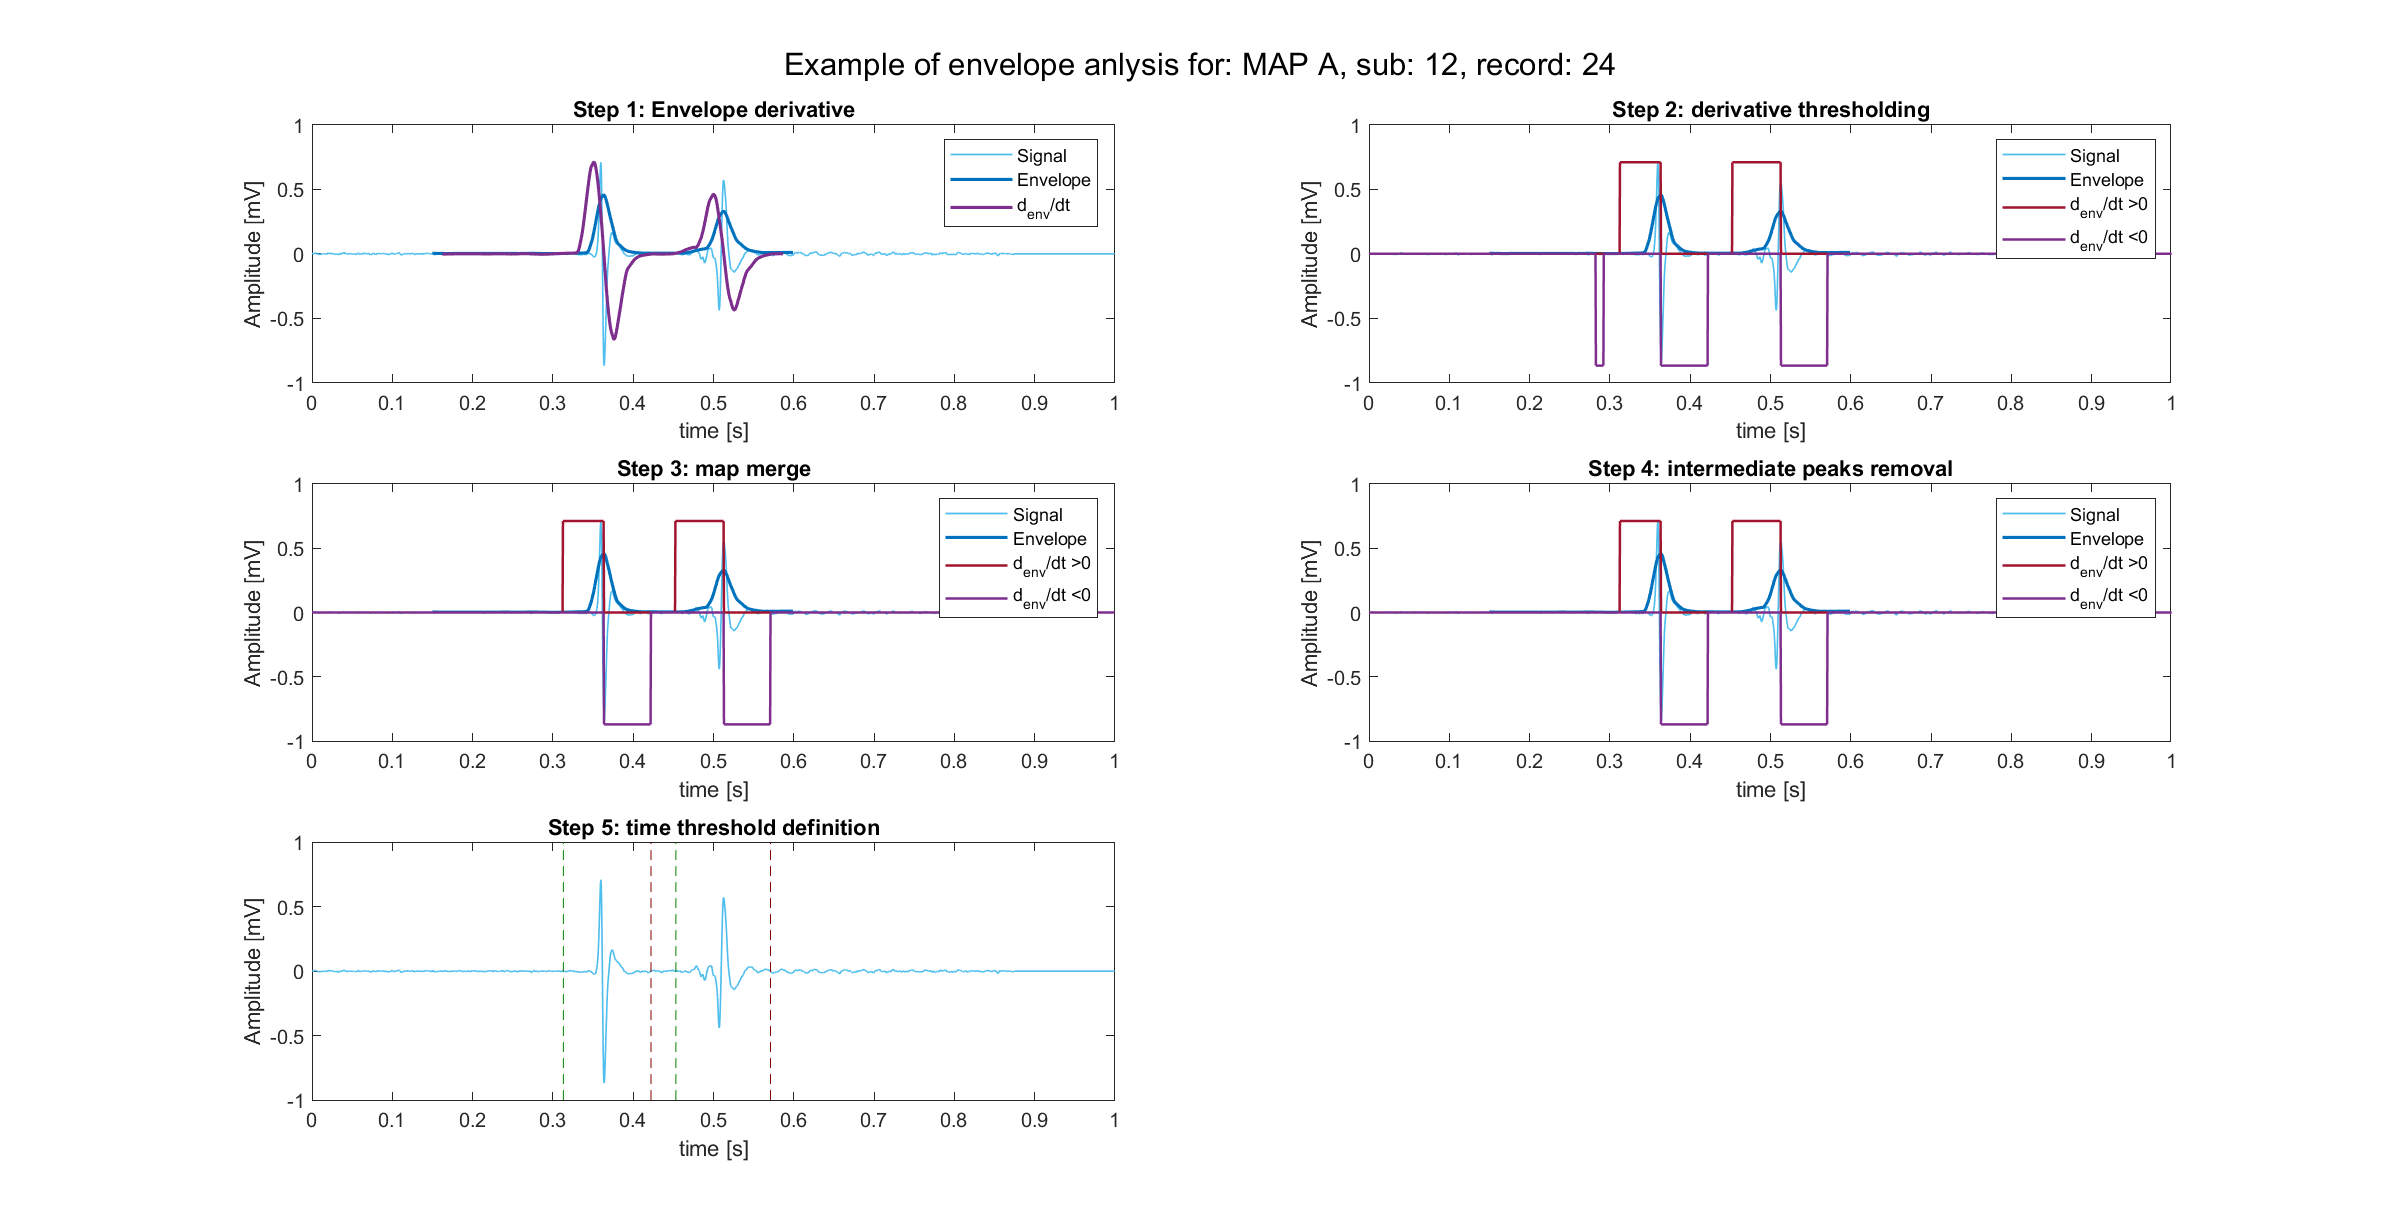 Example of envelope anlysis for: MAP A, sub: 12, record: 24
Step 1: Envelope derivative
1
0.5
0
-0.5
-1
Amplitude [mV]
Signal
Envelope
d_env/dt
0 0.1 0.2 0.3 0.4 0.5 0.6 0.7 0.8 0.9 1
time [s]
Step 2: derivative thresholding
1
0.5
0
-0.5
-1
Amplitude [mV]
Signal
Envelope
d_env/dt >0
d_env/dt <0
0 0.1 0.2 0.3 0.4 0.5 0.6 0.7 0.8 0.9 1
time [s]
Step 3: map merge
1
0.5
0
-0.5
-1
Amplitude [mV]
Signal
Envelope
d_env/dt >0
d_env/dt <0
0 0.1 0.2 0.3 0.4 0.5 0.6 0.7 0.8 0.9 1
time [s]
Step 4: intermediate peaks removal
1
0.5
0
-0.5
-1
Amplitude [mV]
Signal
Envelope
d_env/dt >0
d_env/dt <0
0 0.1 0.2 0.3 0.4 0.5 0.6 0.7 0.8 0.9 1
time [s]
Step 5: time threshold definition
1
0.5
0
-0.5
-1
Amplitude [mV]
0 0.1 0.2 0.3 0.4 0.5 0.6 0.7 0.8 0.9 1
time [s]